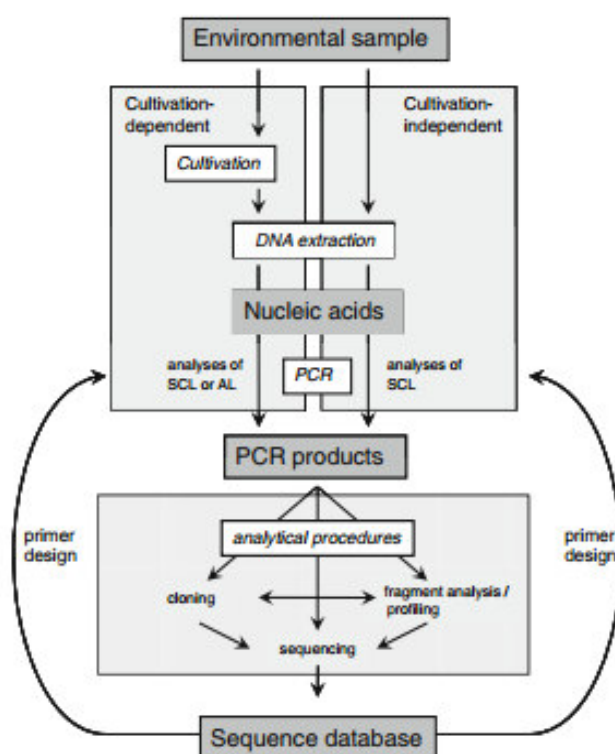 Environmental sample
Cultivation-
dependent
Cultivation-
independent
Cultivation
DNA extraction
Nucleic acids
analyses of
SCL or AL
PCR
analyses of
SCL
PCR products
primer
design
primer
design
analytical procedures
cloning
fragment analysis /
profiling
sequencing
Sequence database